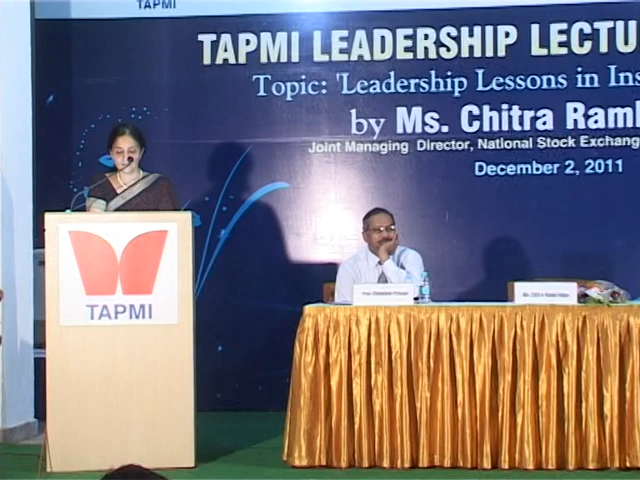 TAPMI
TAPMI LEADERSHIP LECTU
Topic: 'Leadership Lessons in Ins
by Ms. Chitra Raml
Joint Managing Director, National Stock Exchang
December 2, 2011
TAPMI